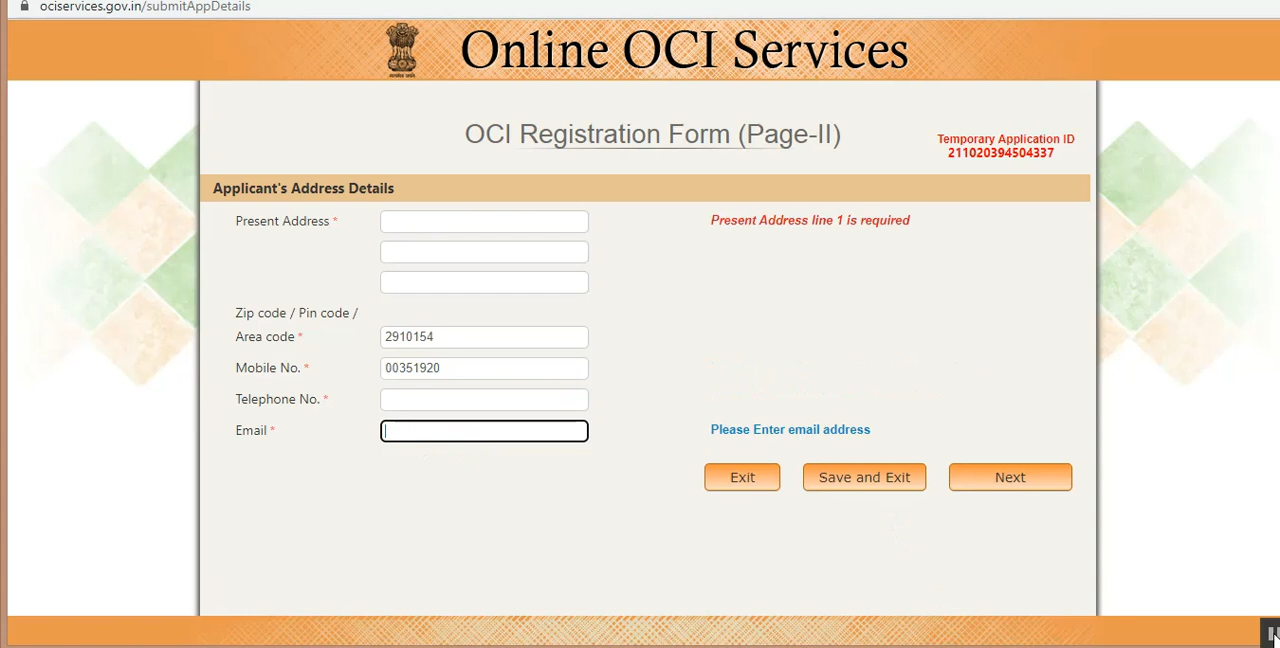 ociservices.gov.in/submitAppDetails
Online OCI Services
OCI Registration Form (Page-II)
Temporary Application ID
211020394504337
Applicant's Address Details
Present Address *
Present Address line 1 is required
Zip code / Pin code /
Area code * 2910154
Mobile No. * 00351920
Telephone No. *
Email *
Please Enter email address
Exit Save and Exit Next